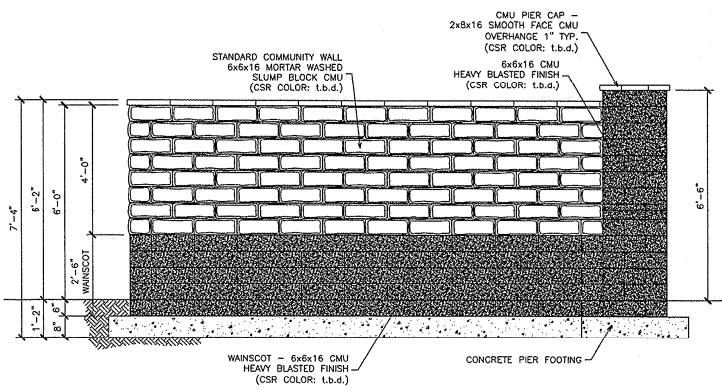 CMU PIER CAP –
2x8x16 SMOOTH FACE CMU
OVERHANGE 1" TYP.
(CSR COLOR: t.b.d.)
STANDARD COMMUNITY WALL
6x6x16 MORTAR WASHED
SLUMP BLOCK CMU
(CSR COLOR: t.b.d.)
6x6x16 CMU
HEAVY BLASTED FINISH
(CSR COLOR: t.b.d.)
7'-4"
6'-2"
6'-0"
4'-0"
2'-6"
WAINSCOT
6'-6"
1'-2"
6"
8"
WAINSCOT – 6x6x16 CMU
HEAVY BLASTED FINISH
(CSR COLOR: t.b.d.)
CONCRETE PIER FOOTING